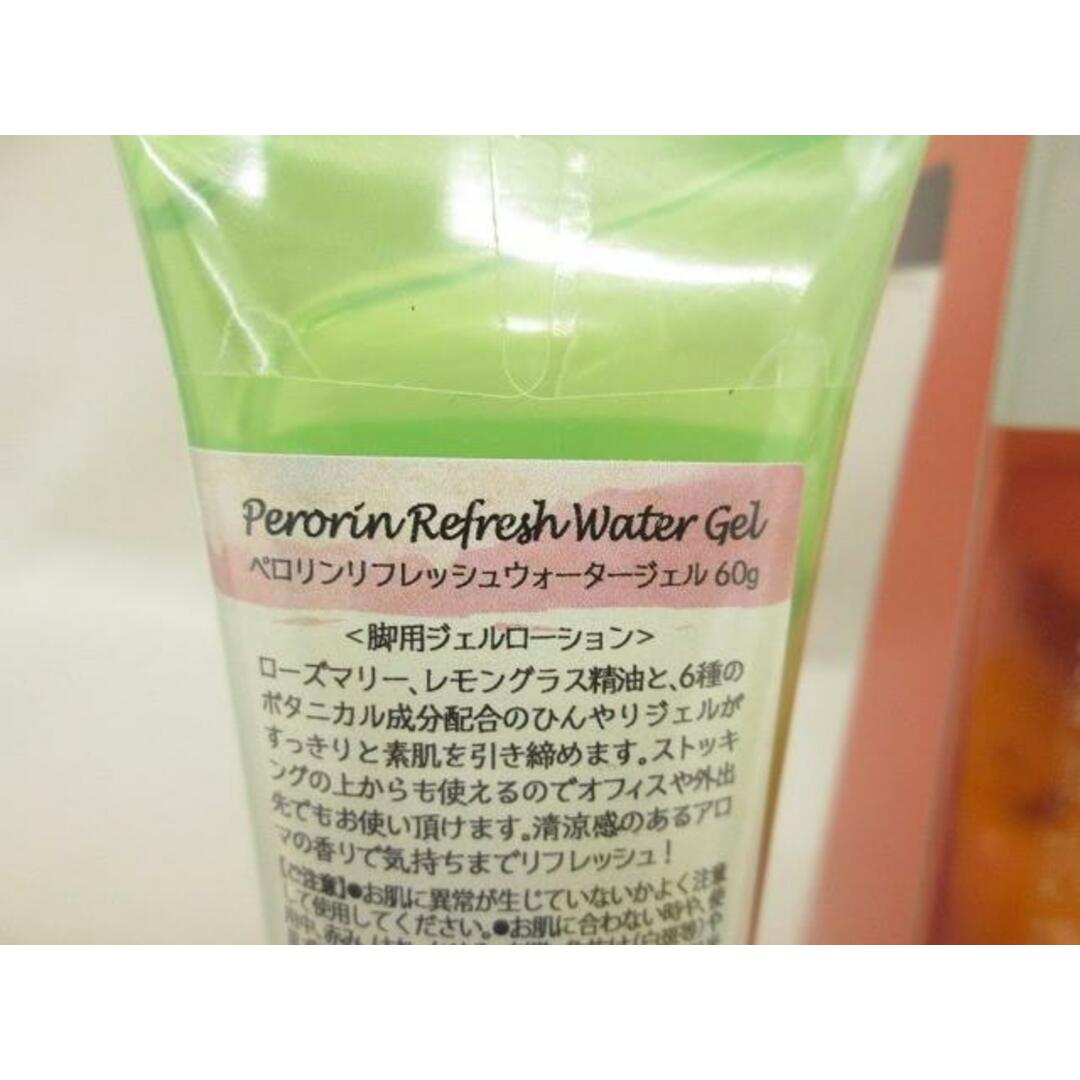 Perorin Refresh Water Gel
ペロリンリフレッシュウォータージェル 60g
<脚用ジェルローション>
ローズマリー、レモングラス精油と、6種の
ボタニカル成分配合のひんやりジェルが
すっきりと素肌を引き締めます。ストッキ
ングの上からも使えるのでオフィスや外出
先でもお使い頂けます。清涼感のあるアロ
マの香りで気持ちまでリフレッシュ!
【ご注意】●お肌に異常が生じていないかよく注意
して使用してください。●お肌に合わない時や、使
用中、赤み、